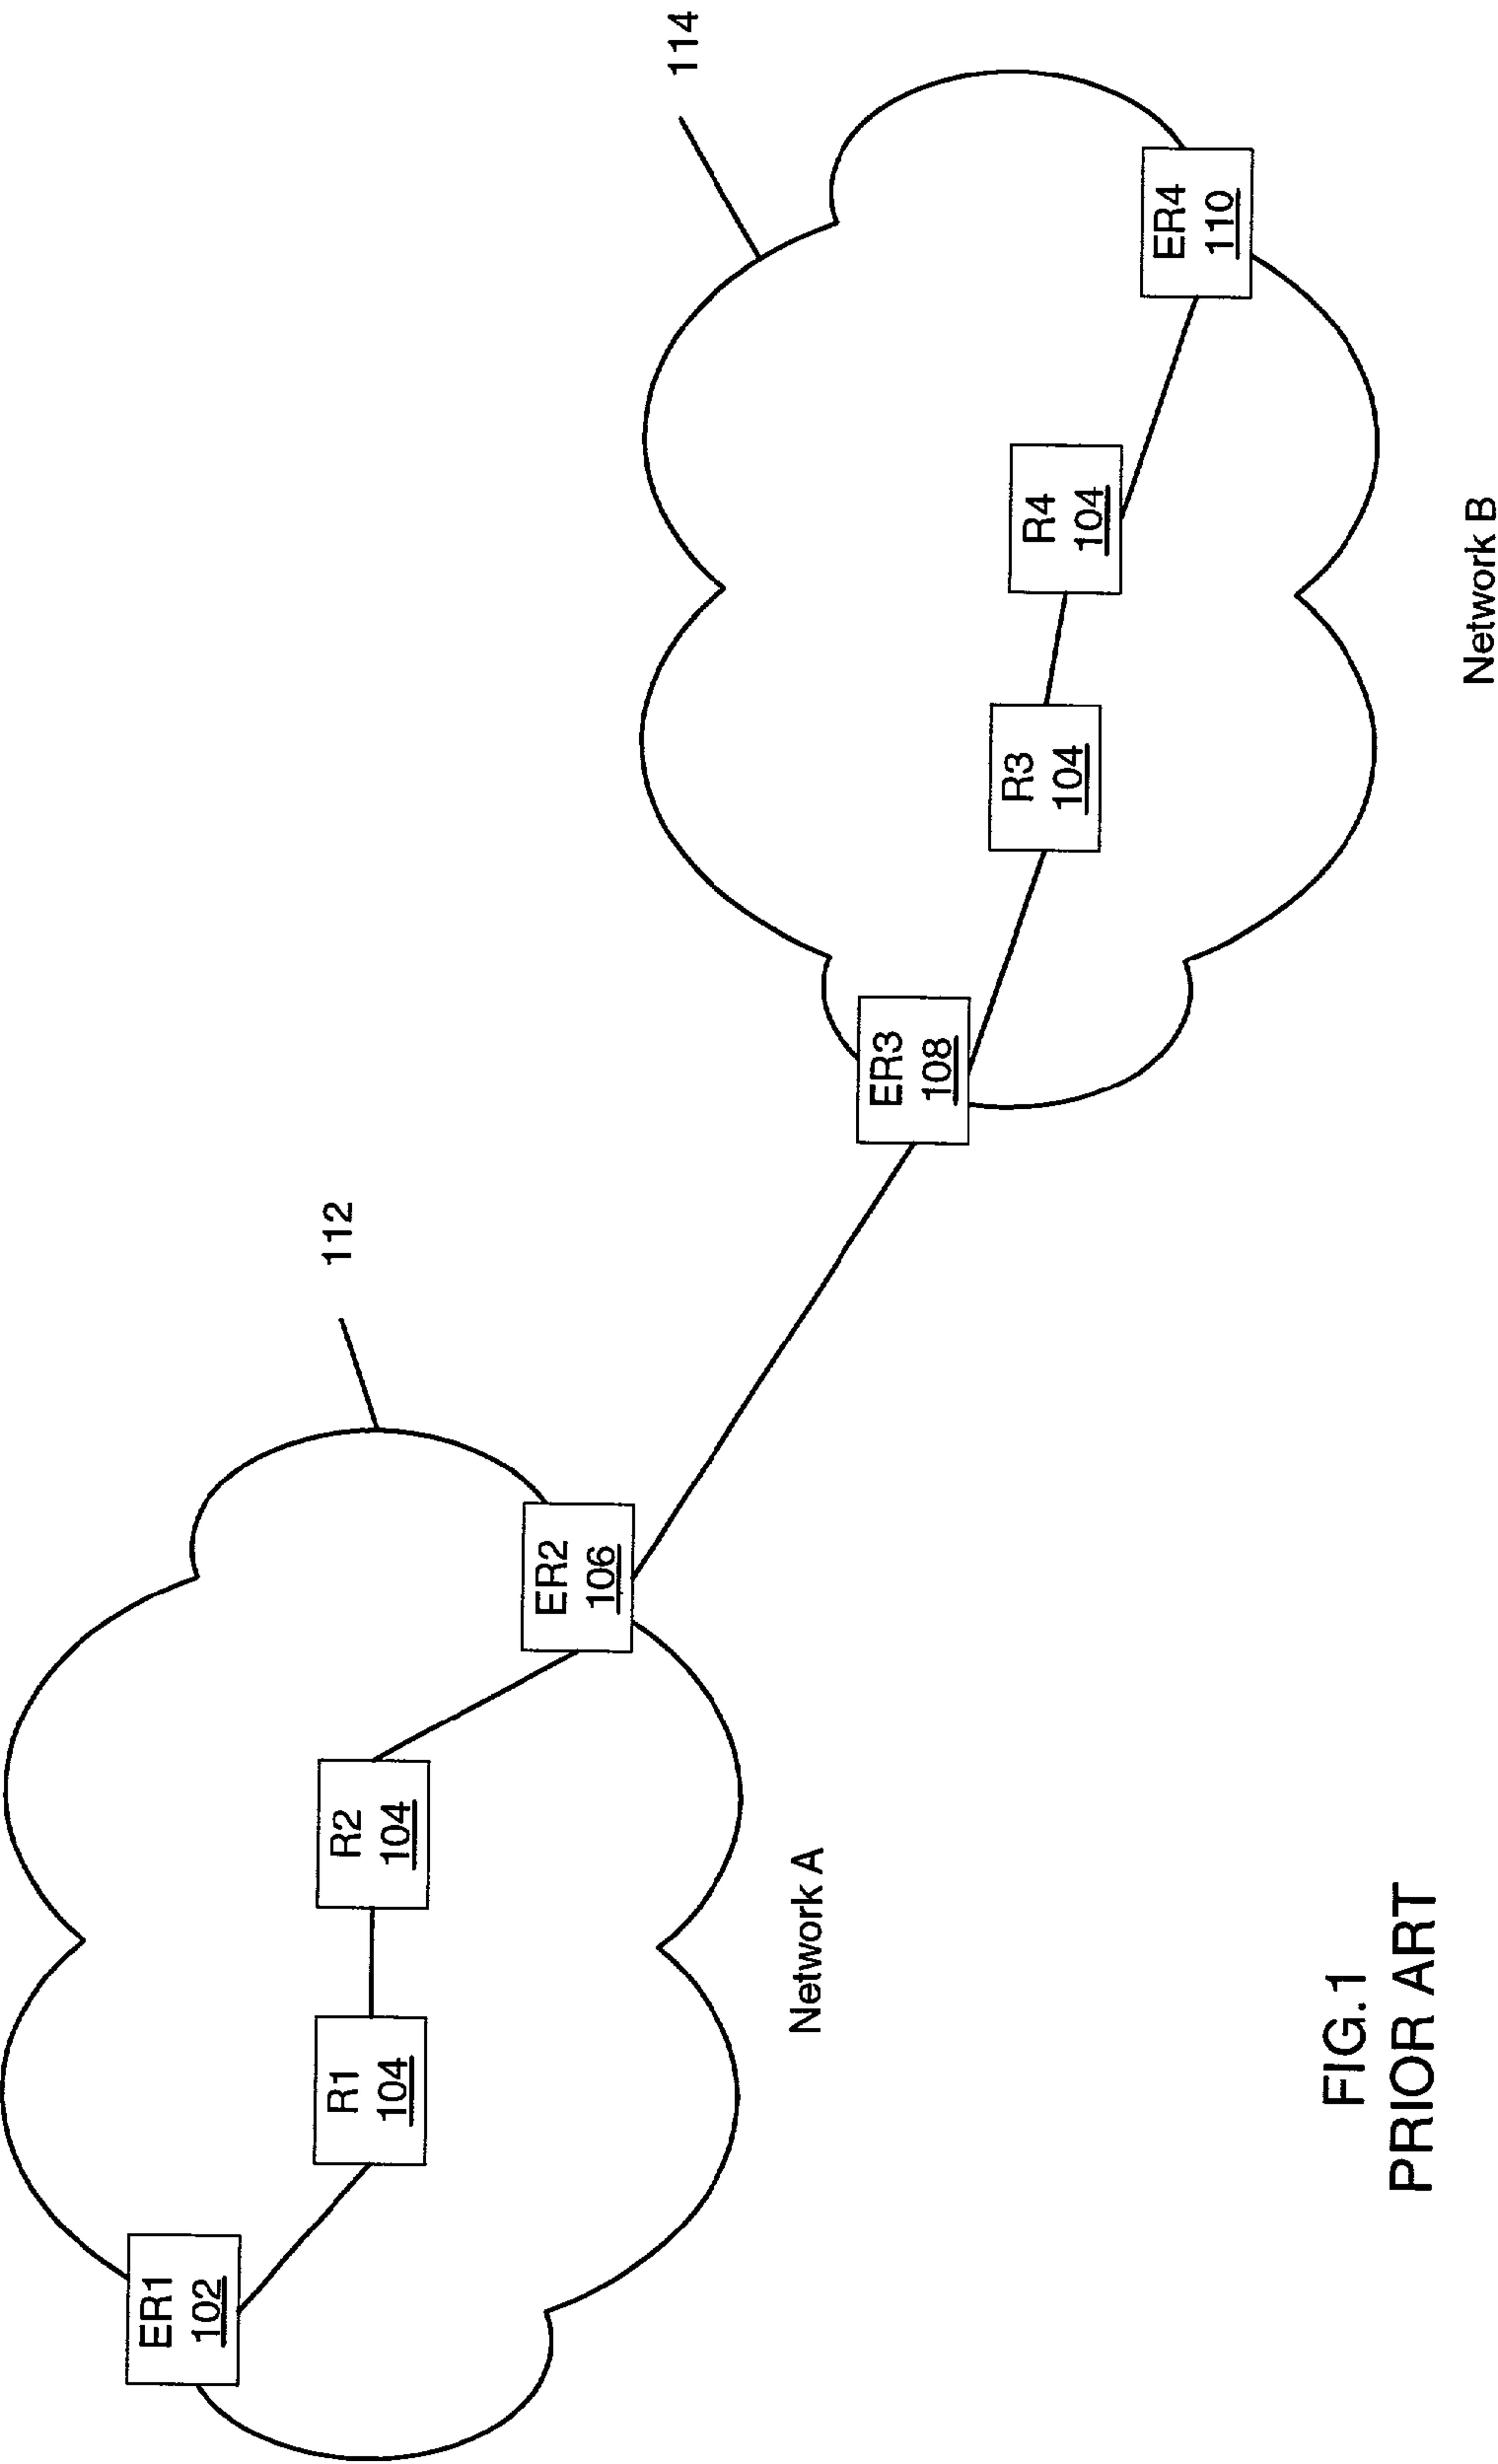 ER1
102
R1
104
R2
104
ER2
106
112
Network A
ER3
108
R3
104
R4
104
ER4
110
114
Network B
FIG.1
PRIOR ART